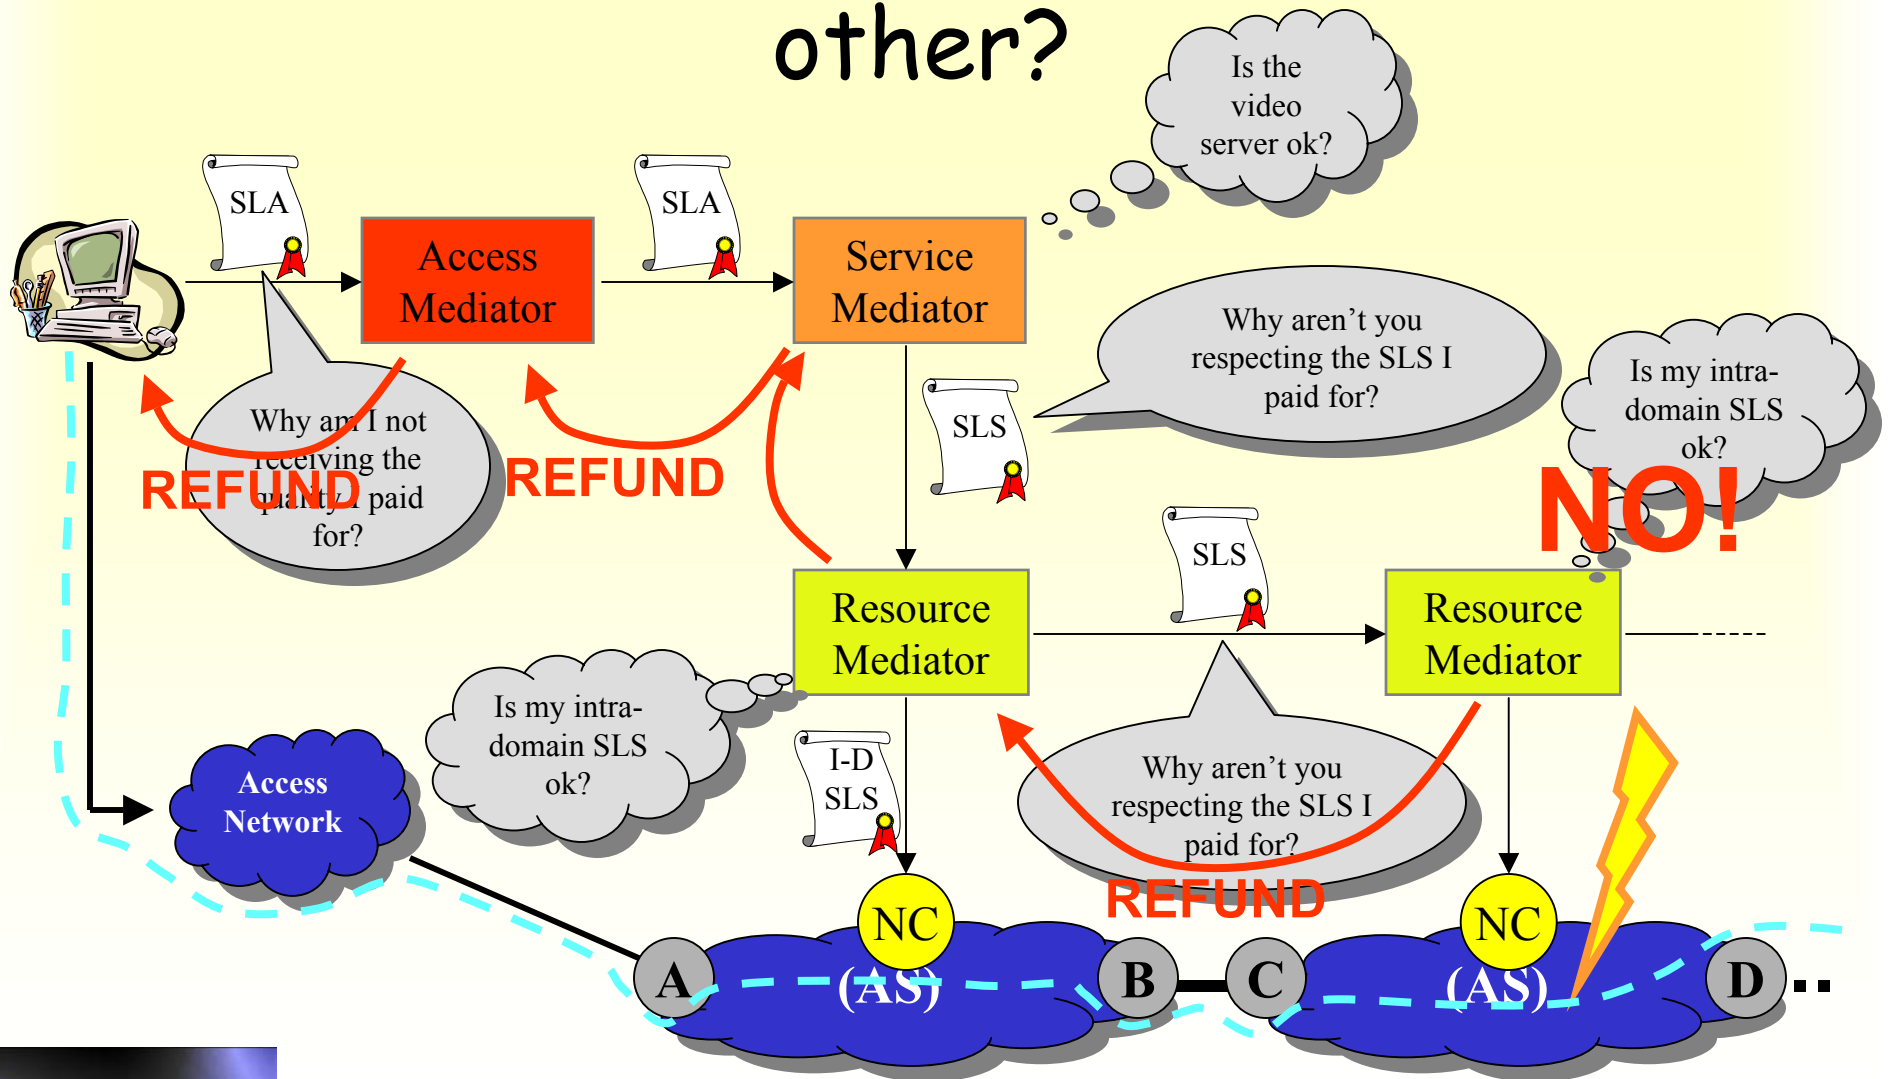 other?
Is the
video
server ok?
SLA
SLA
Access
Mediator
Service
Mediator
Why aren't you
respecting the SLS I
paid for?
Is my intra-
domain SLS
ok?
NO!
SLS
Why am I not
receiving the
quality I paid
for?
REFUND
REFUND
SLS
Resource
Mediator
Resource
Mediator
Is my intra-
domain SLS
ok?
I-D
SLS
Why aren't you
respecting the SLS I
paid for?
REFUND
Access
Network
NC
NC
A
(AS)
B
C
(AS)
D